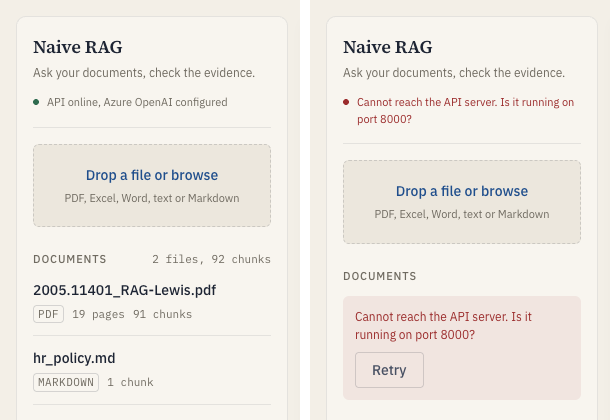 Naive RAG
Ask your documents, check the evidence.
API online, Azure OpenAI configured
Drop a file or browse
PDF, Excel, Word, text or Markdown
DOCUMENTS 2 files, 92 chunks
2005.11401_RAG-Lewis.pdf
PDF 19 pages 91 chunks
hr_policy.md
MARKDOWN 1 chunk
Naive RAG
Ask your documents, check the evidence.
Cannot reach the API server. Is it running on
port 8000?
Drop a file or browse
PDF, Excel, Word, text or Markdown
DOCUMENTS
Cannot reach the API server. Is it
running on port 8000?
Retry